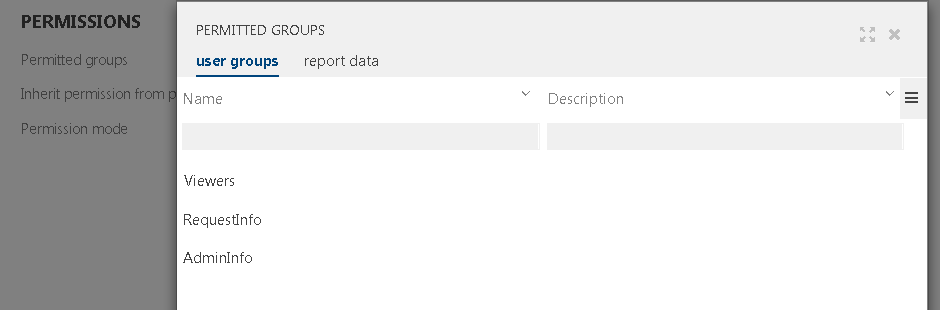 PERMISSIONS
Permitted groups
Inherit permission from p
Permission mode
PERMITTED GROUPS
user groups report data
Name Description
Viewers
RequestInfo
AdminInfo